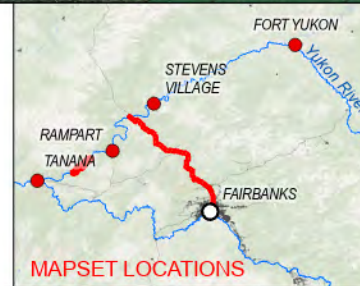 FORT YUKON
Yukon River
STEVENS
VILLAGE
RAMPART
TANANA
FAIRBANKS
MAPSET LOCATIONS